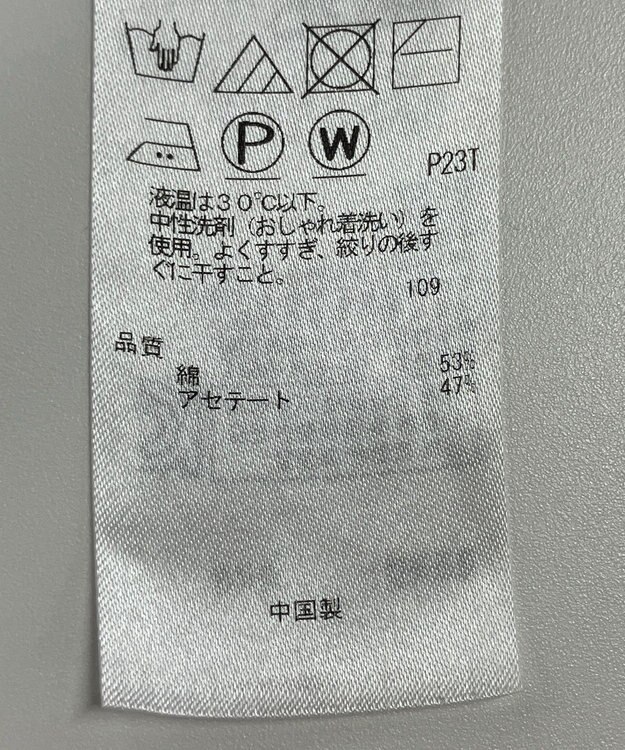 P W P23T
液温は30℃以下。
中性洗剤（おしゃれ着洗い）を
使用。よくすすぎ、絞りの後す
ぐに干すこと。
109
品質
綿 53%
アセテート 47%
中国製